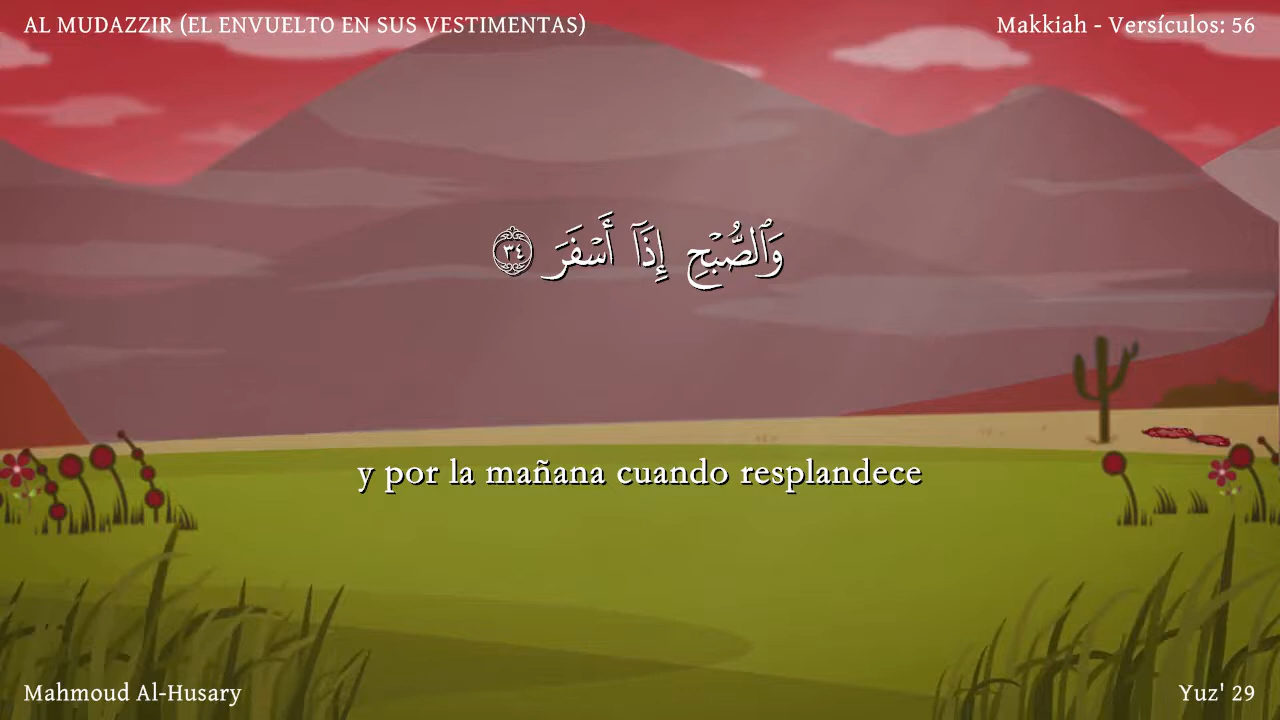 AL MUDAZZIR (EL ENVUELTO EN SUS VESTIMENTAS)
Makkiah - Versículos: 56
وَٱلصُّبۡحِ إِذَآ أَسۡفَرَ ٣٤
y por la mañana cuando resplandece
Mahmoud Al-Husary
Yuz' 29